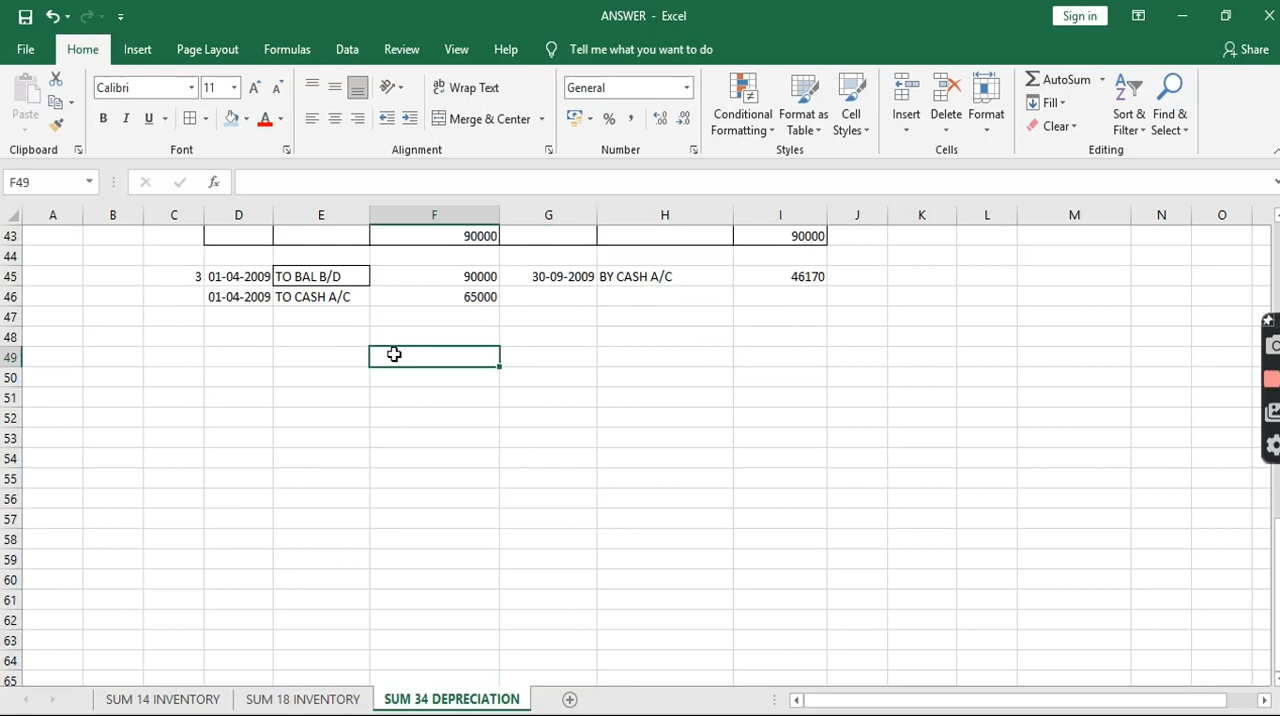 ANSWER - Excel
Sign in
File Home Insert Page Layout Formulas Data Review View Help Tell me what you want to do Share
Paste
Calibri 11
B I U
Wrap Text
Merge & Center
General
% ,
Conditional Formatting
Format as Table
Cell Styles
Insert Delete Format
AutoSum
Fill
Clear
Sort & Filter
Find & Select
Clipboard Font Alignment Number Styles Cells Editing
F49 fx
A B C D E F G H I J K L M N O
43 90000 90000
44
45 3 01-04-2009 TO BAL B/D 90000 30-09-2009 BY CASH A/C 46170
46 01-04-2009 TO CASH A/C 65000
47
48
49
50
51
52
53
54
55
56
57
58
59
60
61
62
63
64
65
SUM 14 INVENTORY SUM 18 INVENTORY SUM 34 DEPRECIATION